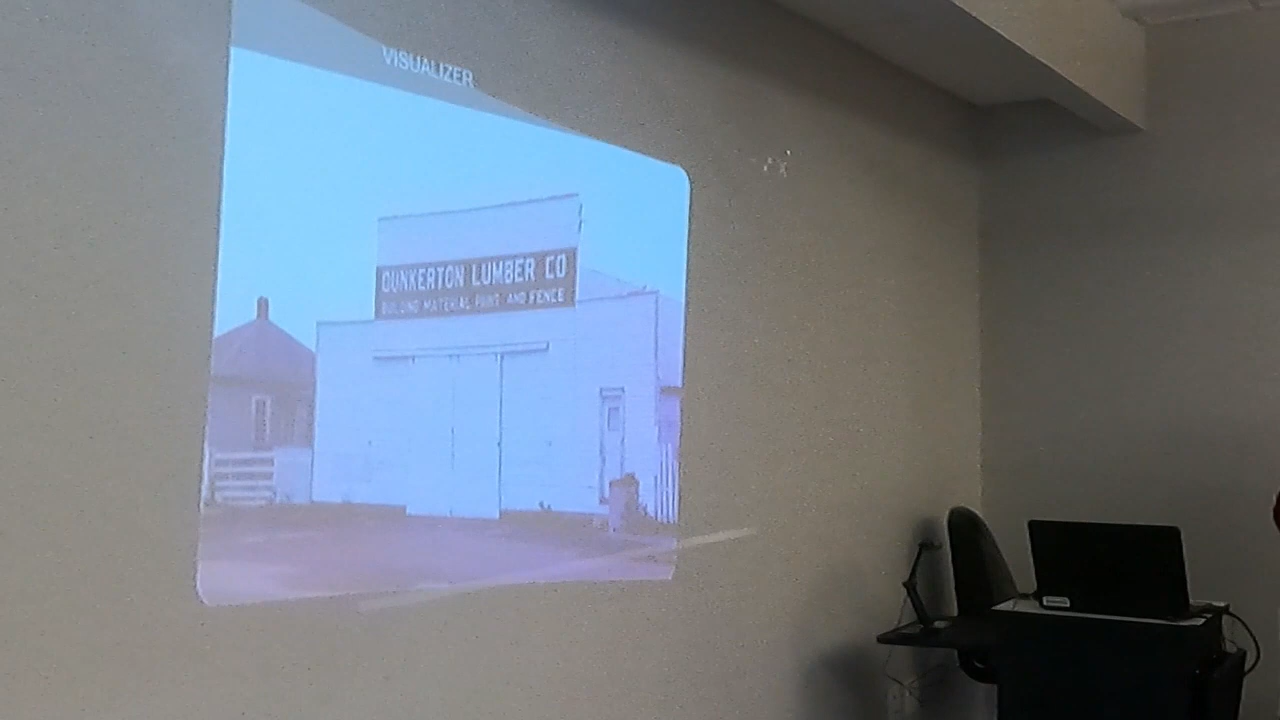 VISUALIZER
DUNKERTON LUMBER CO
BUILDING MATERIAL PAINT AND FENCE